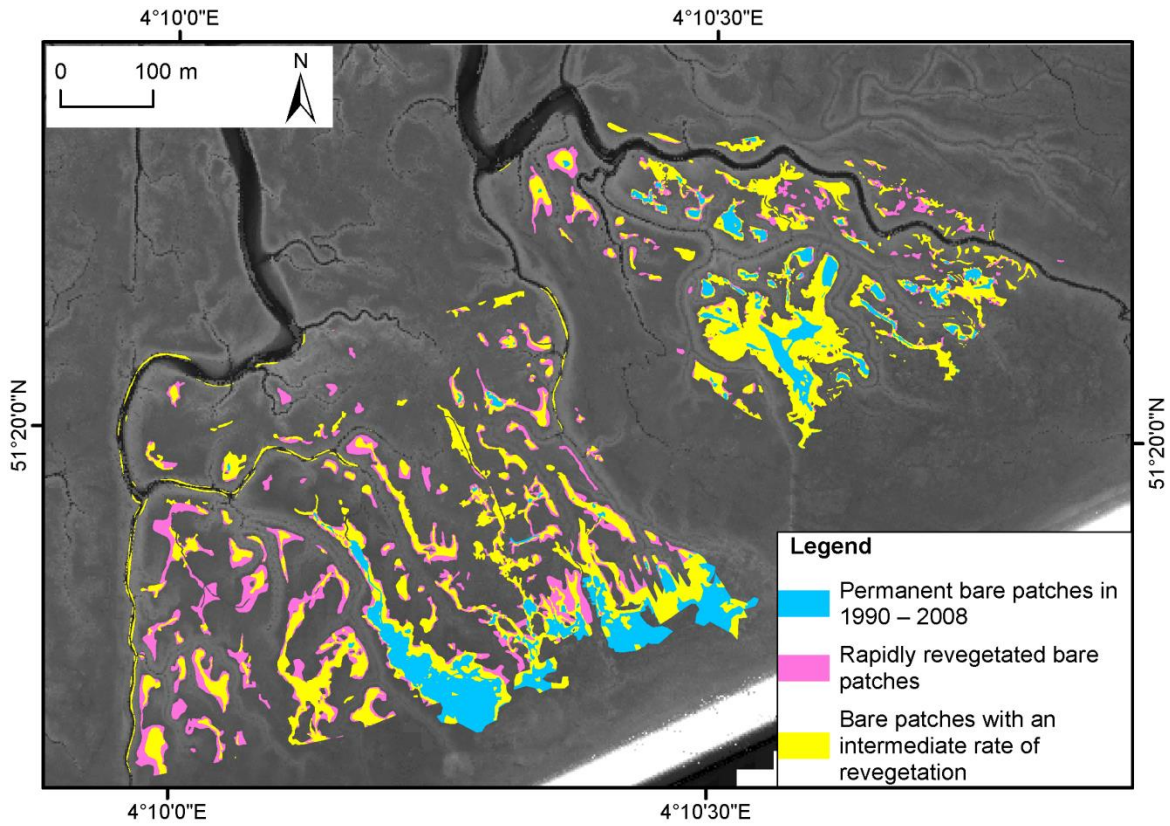 4°10'0"E
4°10'30"E
0
100 m
N
51°20'0"N
51°20'0"N
Legend
Permanent bare patches in
1990 – 2008
Rapidly revegetated bare
patches
Bare patches with an
intermediate rate of
revegetation
4°10'0"E
4°10'30"E